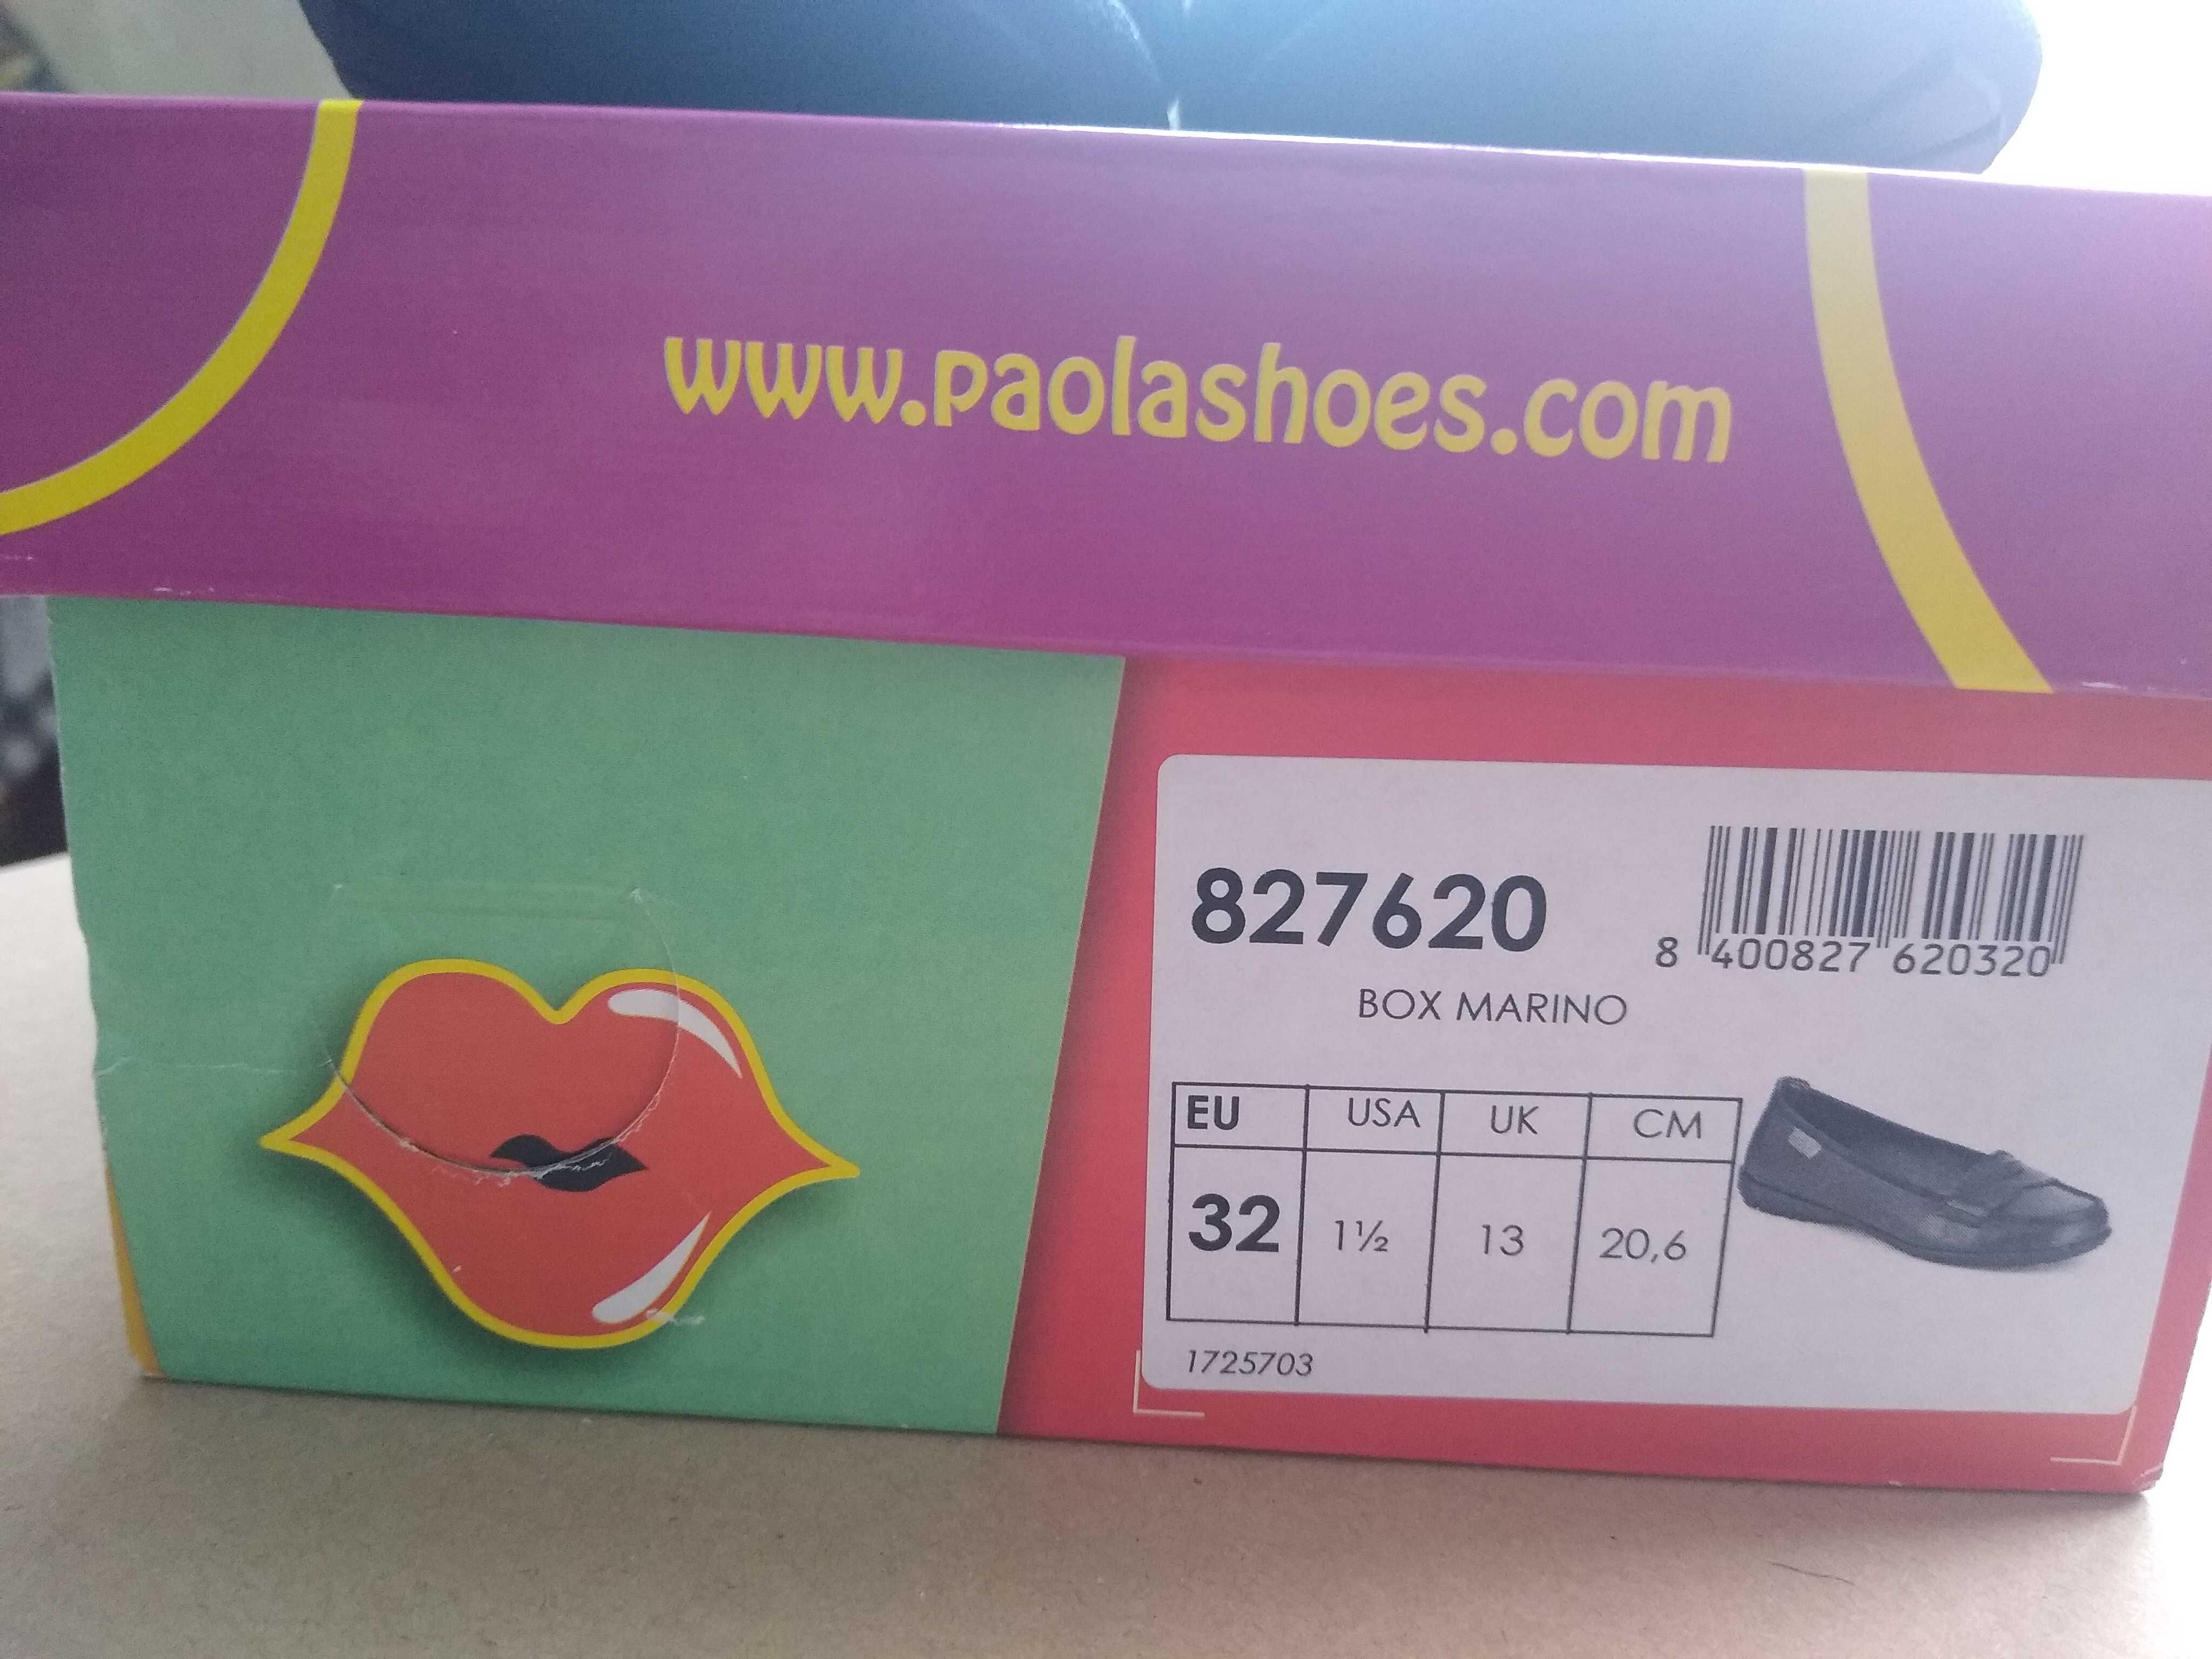 www.paolashoes.com
827620
8 400827 620320
BOX MARINO
EU USA UK CM
32 1½ 13 20,6
1725703